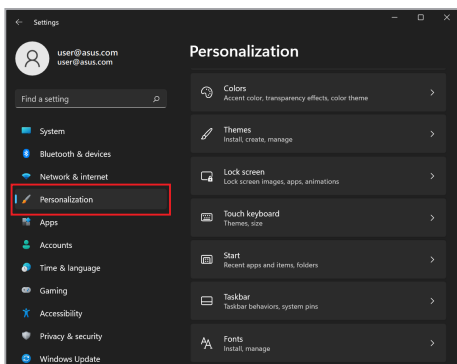 Settings
user@asus.com
user@asus.com
Find a setting
System
Bluetooth & devices
Network & internet
Personalization
Apps
Accounts
Time & language
Gaming
Accessibility
Privacy & security
Windows Update
Personalization
Colors
Accent color, transparency effects, color theme
Themes
Install, create, manage
Lock screen
Lock screen images, apps, animations
Touch keyboard
Themes, size
Start
Recent apps and items, folders
Taskbar
Taskbar behaviors, system pins
Fonts
Install, manage